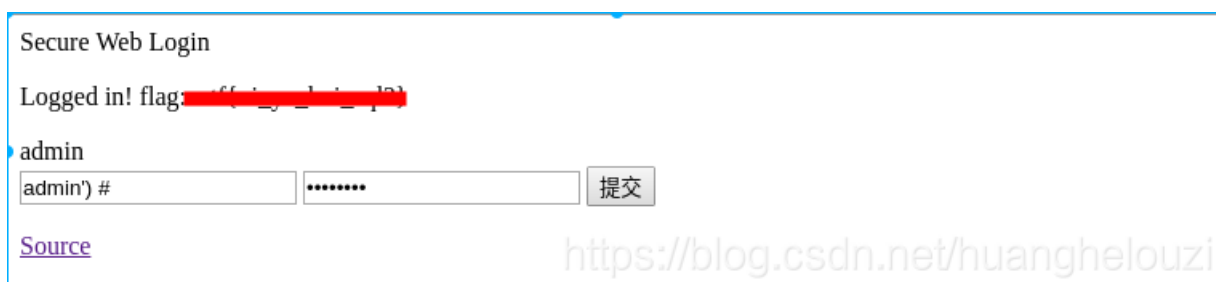 Secure Web Login
Logged in! flag:
admin
admin') # •••••••• 提交
Source
https://blog.csdn.net/huanghelouzi